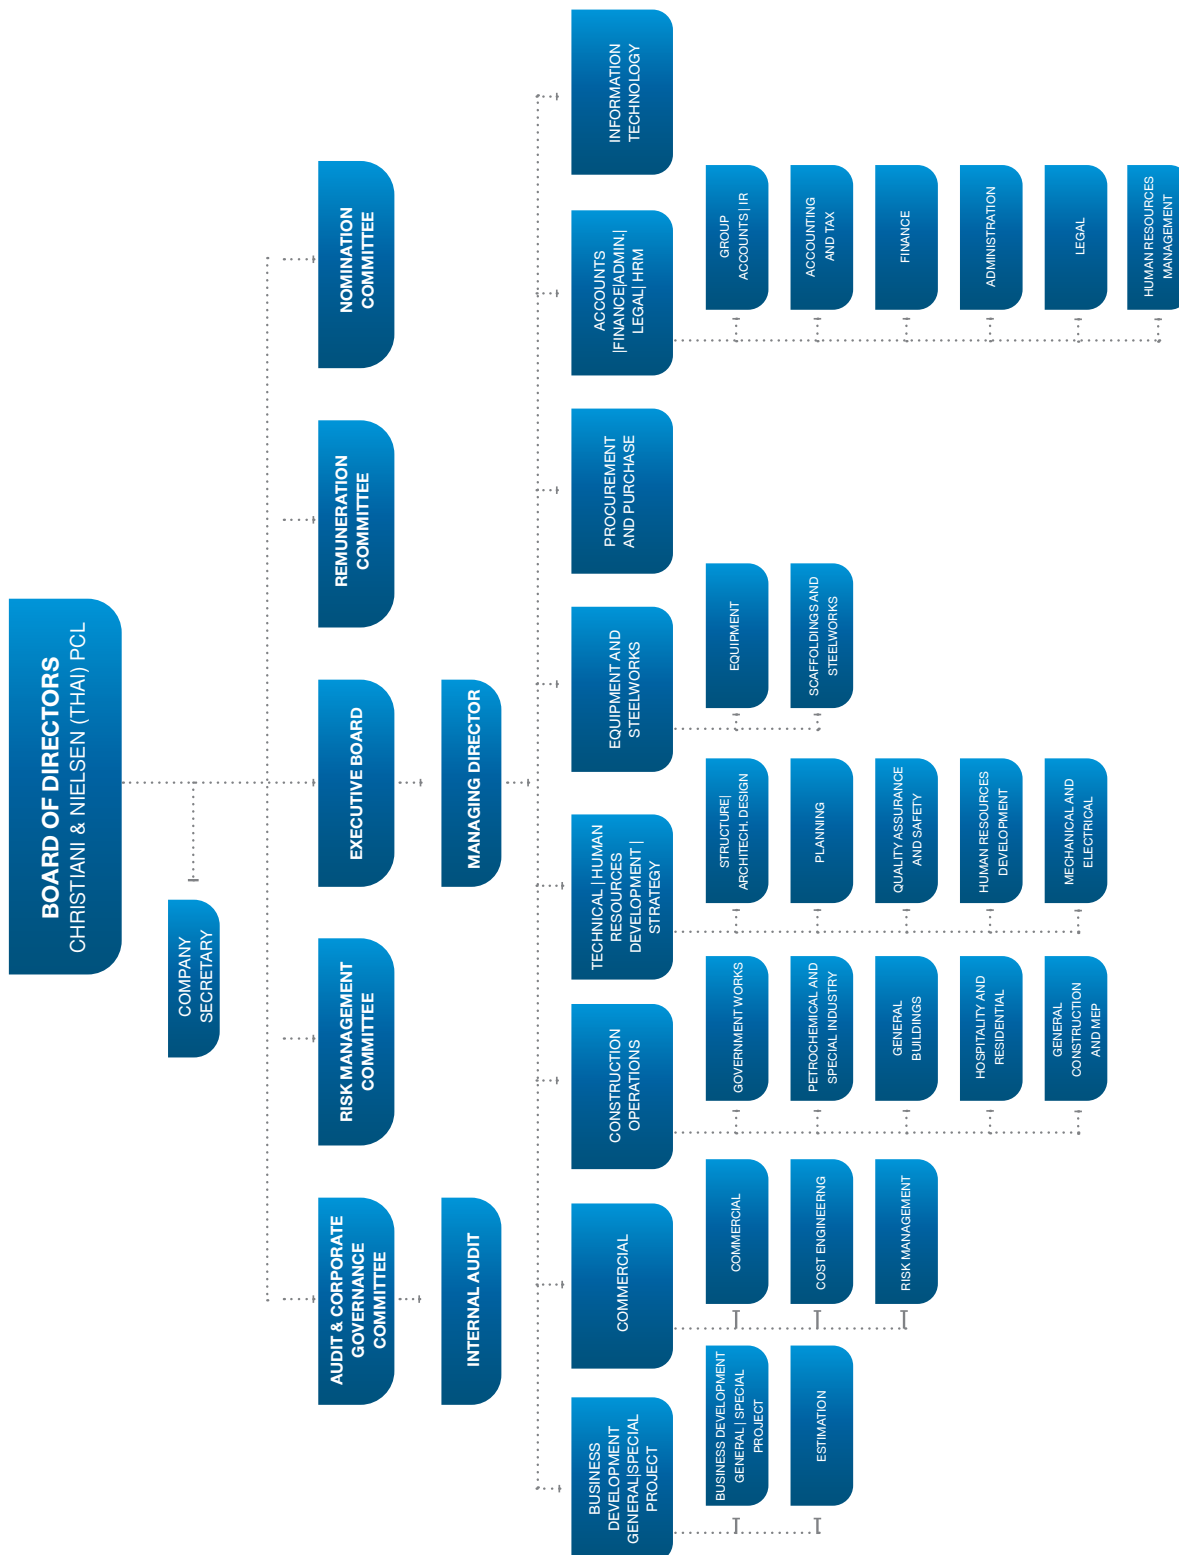 BOARD OF DIRECTORS
CHRISTIANI & NIELSEN (THAI) PCL
COMPANY
SECRETARY
AUDIT & CORPORATE
GOVERNANCE
COMMITTEE
RISK MANAGEMENT
COMMITTEE
EXECUTIVE BOARD
REMUNERATION
COMMITTEE
NOMINATION
COMMITTEE
INTERNAL AUDIT
MANAGING DIRECTOR
BUSINESS
DEVELOPMENT
GENERAL|SPECIAL
PROJECT
COMMERCIAL
CONSTRUCTION
OPERATIONS
TECHNICAL | HUMAN
RESOURCES
DEVELOPMENT |
STRATEGY
EQUIPMENT AND
STEELWORKS
PROCUREMENT
AND PURCHASE
ACCOUNTS
|FINANCE|ADMIN.|
LEGAL| HRM
INFORMATION
TECHNOLOGY
BUSINESS DEVELOPMENT
GENERAL | SPECIAL
PROJECT
ESTIMATION
COMMERCIAL
COST ENGINEERNG
RISK MANAGEMENT
GOVERNMENT WORKS
PETROCHEMICAL AND
SPECIAL INDUSTRY
GENERAL
BUILDINGS
HOSPITALITY AND
RESIDENTIAL
GENERAL
CONSTRUCTION
AND MEP
STRUCTURE|
ARCHITECH. DESIGN
PLANNING
QUALITY ASSURANCE
AND SAFETY
HUMAN RESOURCES
DEVELOPMENT
MECHANICAL AND
ELECTRICAL
EQUIPMENT
SCAFFOLDINGS AND
STEELWORKS
GROUP
ACCOUNTS | IR
ACCOUNTING
AND TAX
FINANCE
ADMINISTRATION
LEGAL
HUMAN RESOURCES
MANAGEMENT